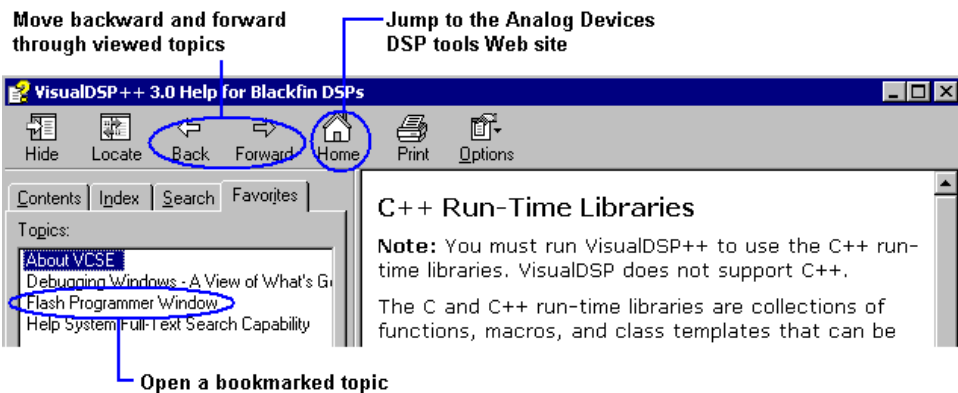 Move backward and forward
through viewed topics
Jump to the Analog Devices
DSP tools Web site
VisualDSP++ 3.0 Help for Blackfin DSPs
Hide Locate Back Forward Home Print Options
Contents Index Search Favorites
Topics:
About VCSE
Debugging Windows - A View of What's
Flash Programmer Window
Help System Full-Text Search Capability
C++ Run-Time Libraries
Note: You must run VisualDSP++ to use the C++ run-
time libraries. VisualDSP does not support C++.
The C and C++ run-time libraries are collections of
functions, macros, and class templates that can be
Open a bookmarked topic